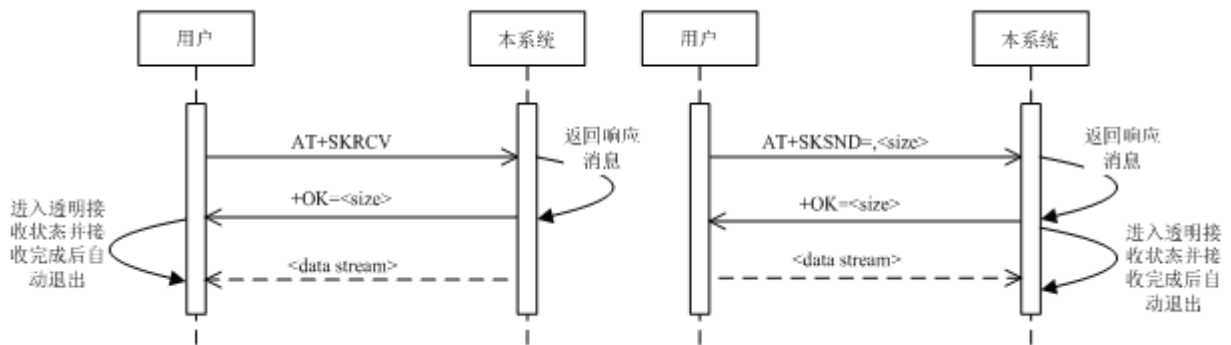 用户
本系统
AT+SKRCV
返回响应
消息
+OK=<size>
进入透明接
收状态并接
收完成后自
动退出
<data stream>
用户
本系统
AT+SKSND=,<size>
返回响应
消息
+OK=<size>
<data stream>
进入透明接
收状态并接
收完成后自
动退出